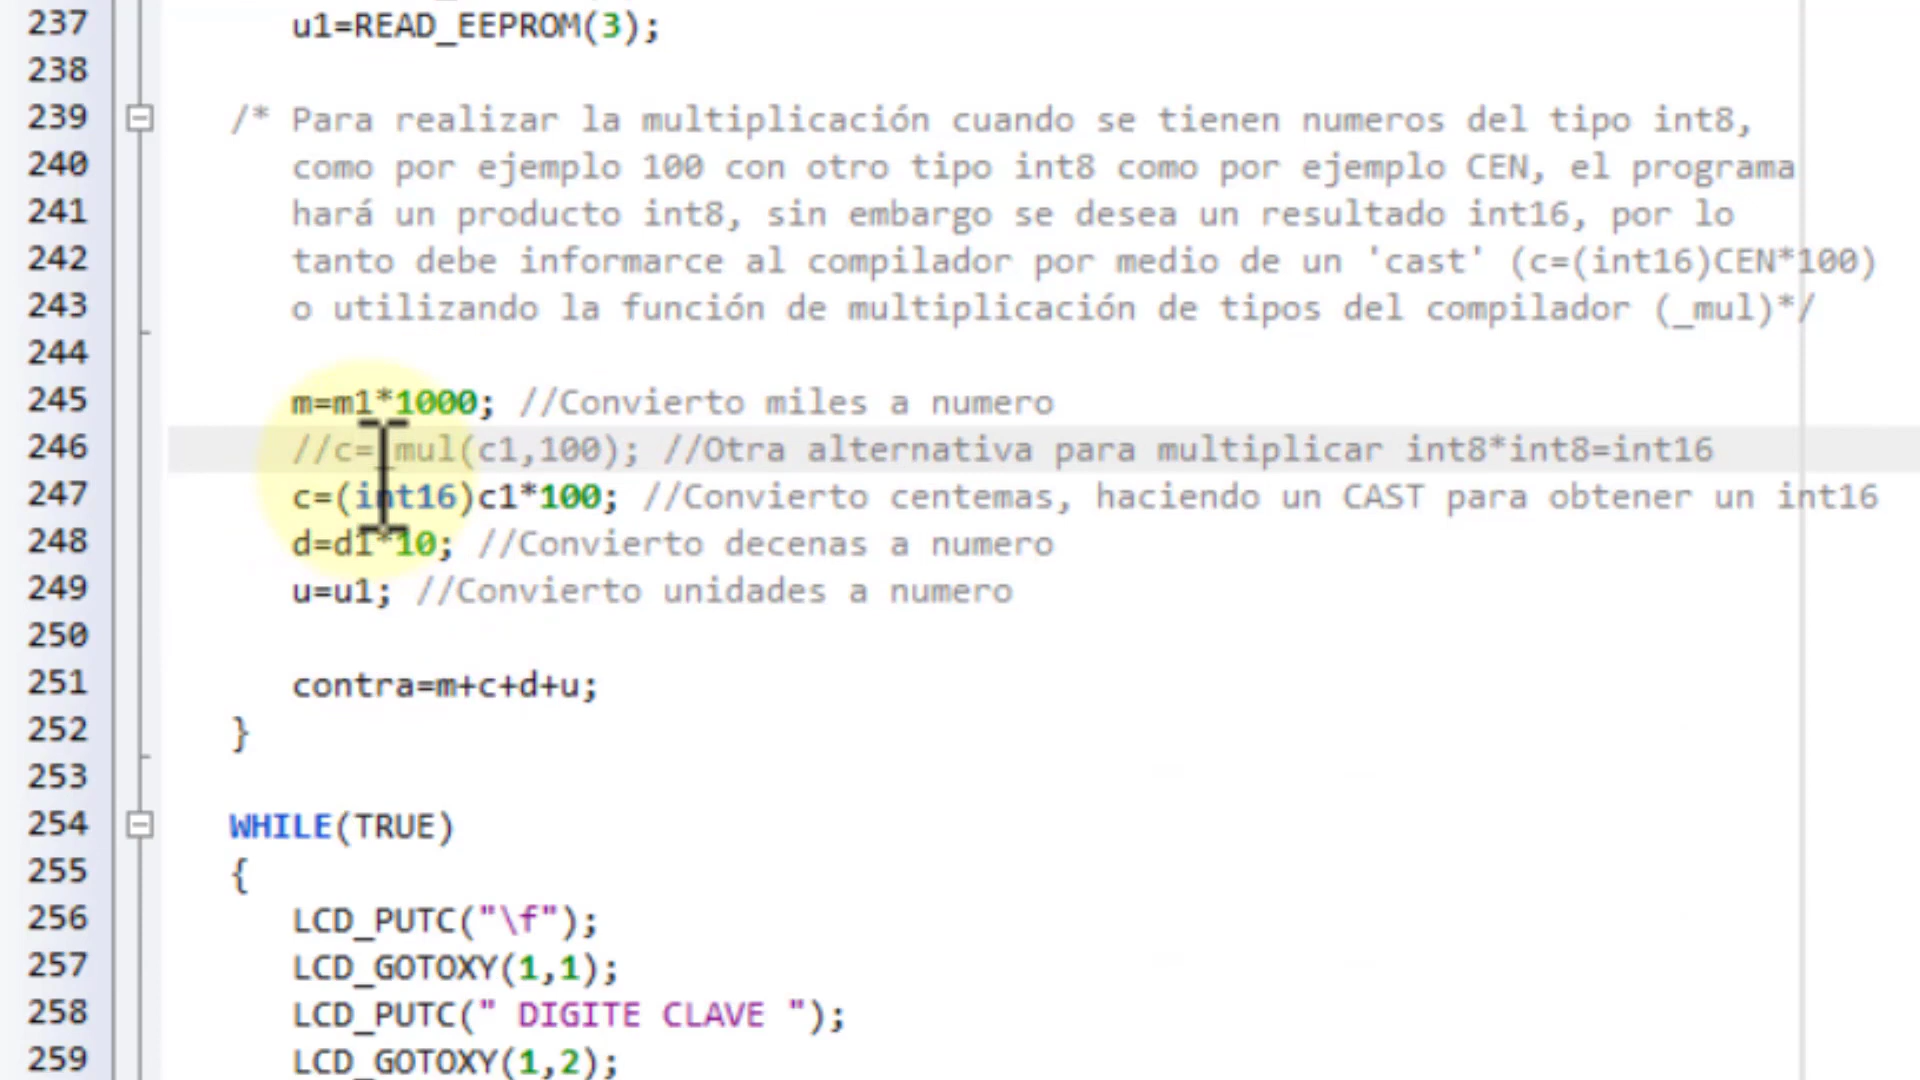 237 u1=READ_EEPROM(3);
238
239 /* Para realizar la multiplicación cuando se tienen numeros del tipo int8,
240 como por ejemplo 100 con otro tipo int8 como por ejemplo CEN, el programa
241 hará un producto int8, sin embargo se desea un resultado int16, por lo
242 tanto debe informarce al compilador por medio de un 'cast' (c=(int16)CEN*100)
243 o utilizando la función de multiplicación de tipos del compilador (_mul)*/
244
245 m=m1*1000; //Convierto miles a numero
246 //c=_mul(c1,100); //Otra alternativa para multiplicar int8*int8=int16
247 c=(int16)c1*100; //Convierto centemas, haciendo un CAST para obtener un int16
248 d=d1*10; //Convierto decenas a numero
249 u=u1; //Convierto unidades a numero
250
251 contra=m+c+d+u;
252 }
253
254 WHILE(TRUE)
255 {
256 LCD_PUTC("\f");
257 LCD_GOTOXY(1,1);
258 LCD_PUTC(" DIGITE CLAVE ");
259 LCD_GOTOXY(1,2);